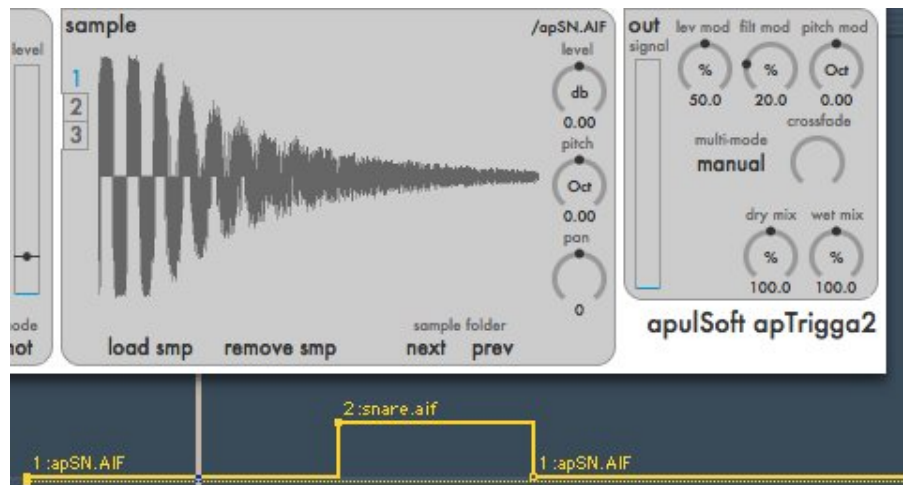 sample
/apSN.AIF
level
1
2
3
level
db
0.00
pitch
Oct
0.00
pan
0
load smp
remove smp
sample folder
next
prev
out
signal
lev mod
filt mod
pitch mod
%
%
Oct
50.0
20.0
0.00
crossfade
multi-mode
manual
dry mix
wet mix
%
%
100.0
100.0
apulSoft apTrigga2
2:snare.aif
1:apSN.AIF
1:apSN.AIF